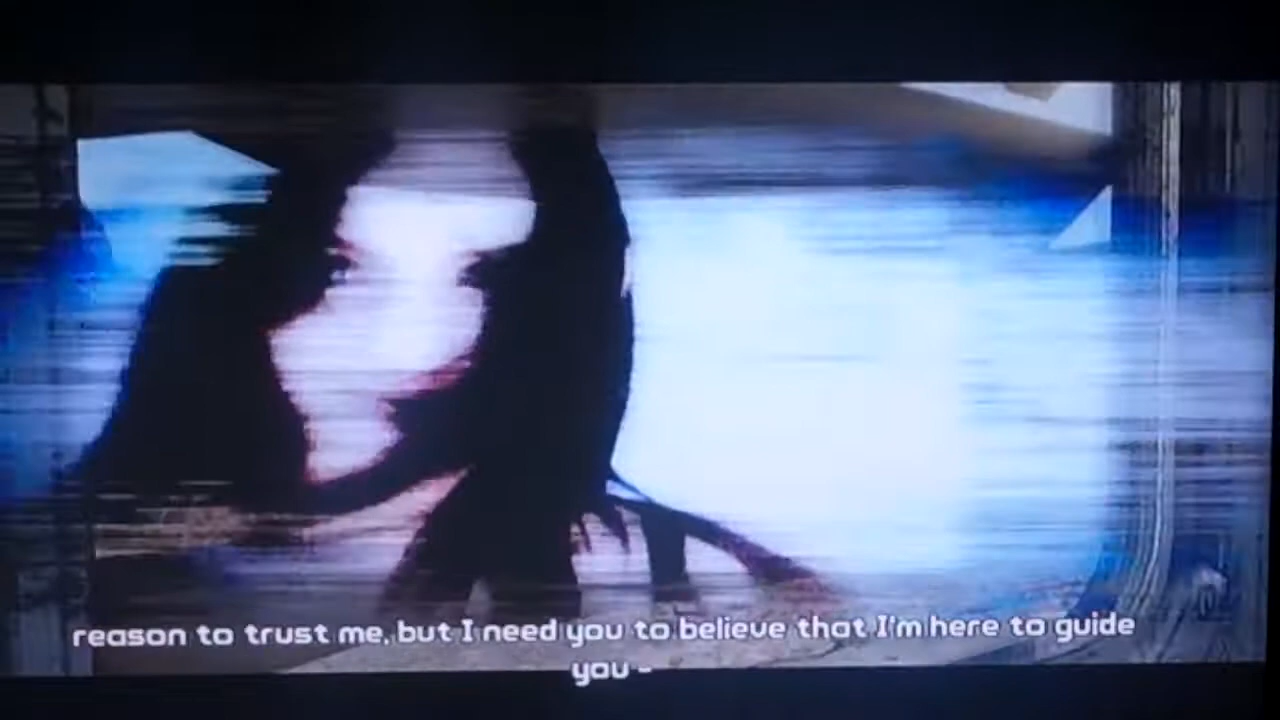 reason to trust me, but I need you to believe that I'm here to guide
you -